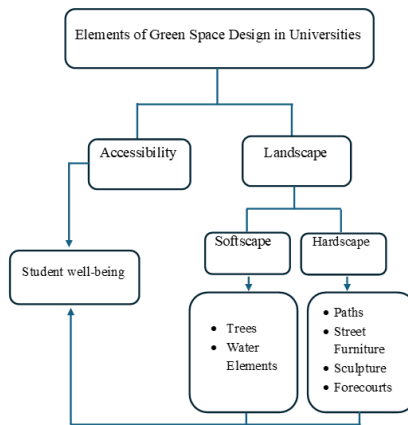 Elements of Green Space Design in Universities
Accessibility
Landscape
Softscape
Hardscape
Student well-being
• Trees
• Water
Elements
• Paths
• Street
Furniture
• Sculpture
• Forecourts